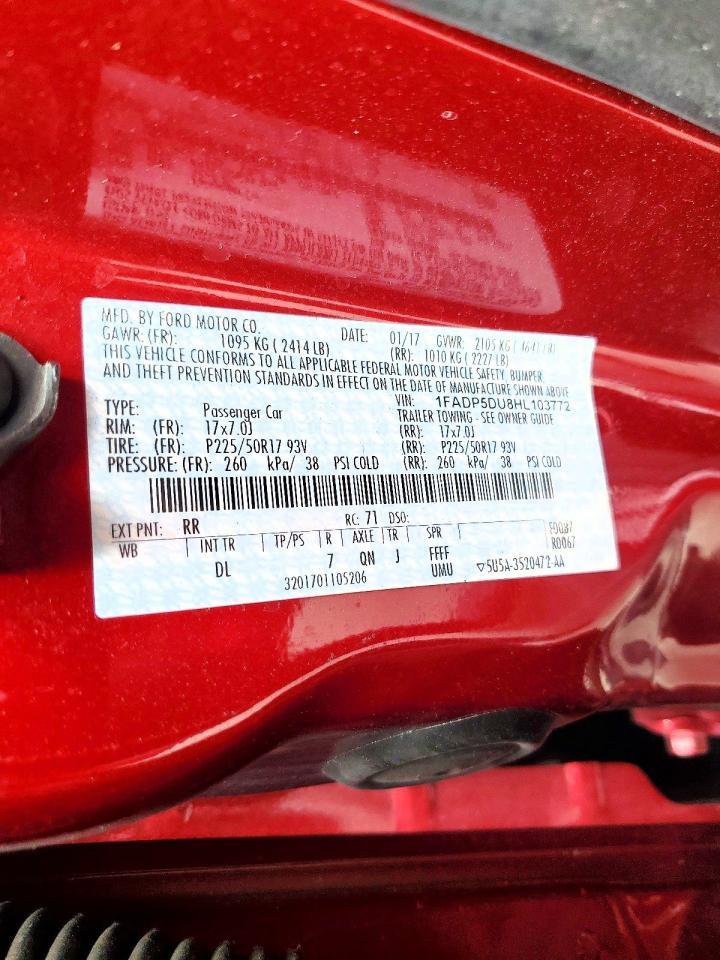 MFD. BY FORD MOTOR CO. DATE: 01/17 GVWR: 2105 KG ( 4641 LB)
GAWR: (FR): 1095 KG ( 2414 LB) (RR): 1010 KG ( 2227 LB)
THIS VEHICLE CONFORMS TO ALL APPLICABLE FEDERAL MOTOR VEHICLE SAFETY, BUMPER,
AND THEFT PREVENTION STANDARDS IN EFFECT ON THE DATE OF MANUFACTURE SHOWN ABOVE
VIN: 1FADP5DU8HL103772
TYPE: Passenger Car TRAILER TOWING - SEE OWNER GUIDE
RIM: (FR): 17x7.0J (RR): 17x7.0J
TIRE: (FR): P225/50R17 93V (RR): P225/50R17 93V
PRESSURE: (FR): 260 kPa/ 38 PSI COLD (RR): 260 kPa/ 38 PSI COLD
EXT PNT: RR RC: 71 DSO: F0087
WB INT TR TP/PS R AXLE TR SPR R0067
DL 7 QN J FFFF
3201701105206 UMU ▽5U5A-3520472-AA